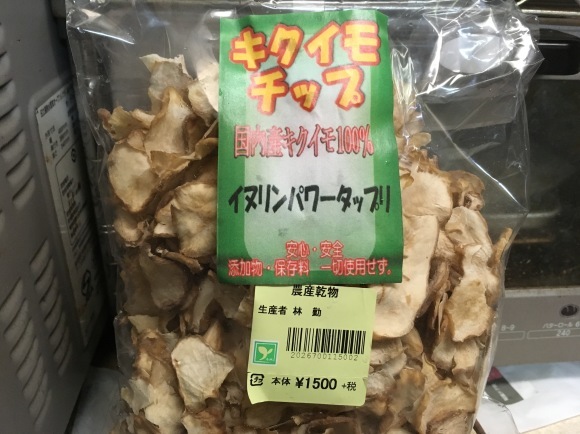 キクイモ
チップ
国内産キクイモ100%
イヌリンパワータップリ
安心・安全
添加物・保存料 一切使用せず。
農産乾物
生産者 林 勤
2026700115002
本体 ¥1500 +税
240